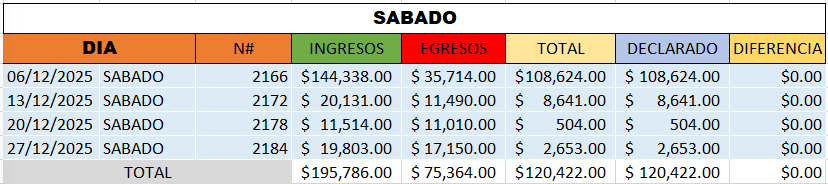 SABADO
DIA N# INGRESOS EGRESOS TOTAL DECLARADO DIFERENCIA
06/12/2025 SABADO 2166 $144,338.00 $ 35,714.00 $108,624.00 $ 108,624.00 $0.00
13/12/2025 SABADO 2172 $ 20,131.00 $ 11,490.00 $ 8,641.00 $ 8,641.00 $0.00
20/12/2025 SABADO 2178 $ 11,514.00 $ 11,010.00 $ 504.00 $ 504.00 $0.00
27/12/2025 SABADO 2184 $ 19,803.00 $ 17,150.00 $ 2,653.00 $ 2,653.00 $0.00
TOTAL $195,786.00 $ 75,364.00 $120,422.00 $ 120,422.00 $0.00